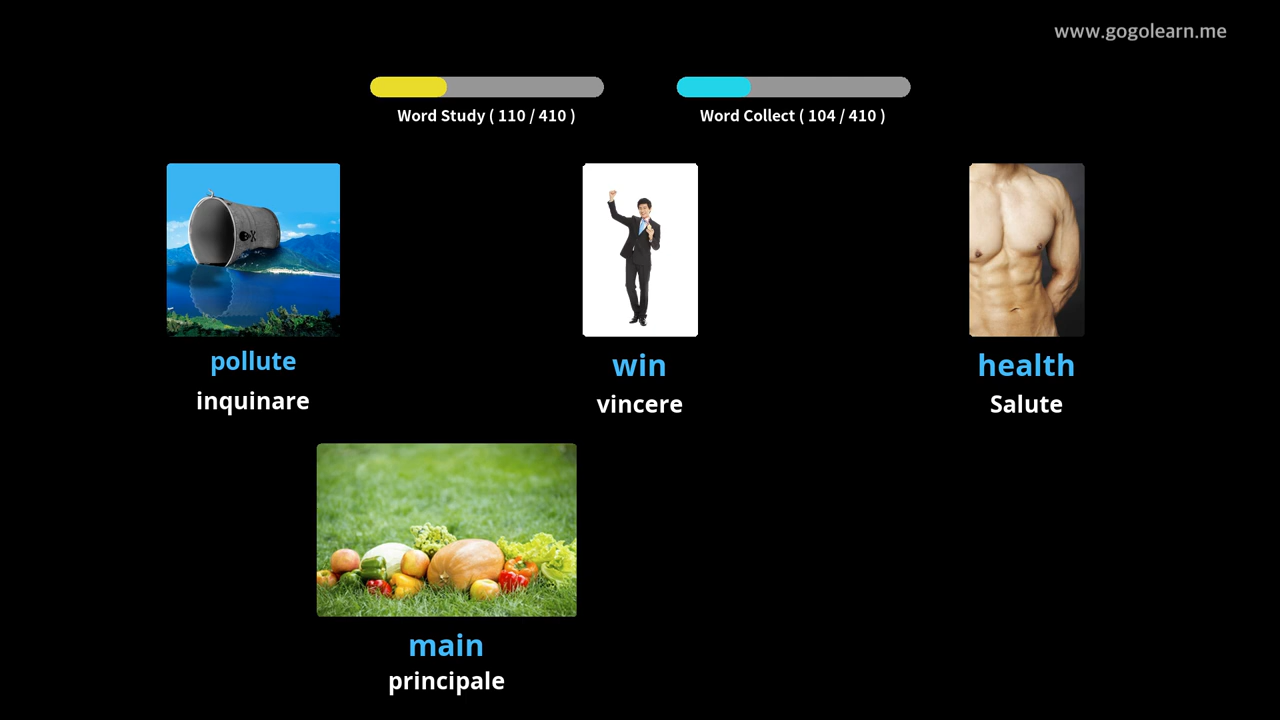 www.gogolearn.me
Word Study ( 110 / 410 )
Word Collect ( 104 / 410 )
pollute
inquinare
win
vincere
health
Salute
main
principale